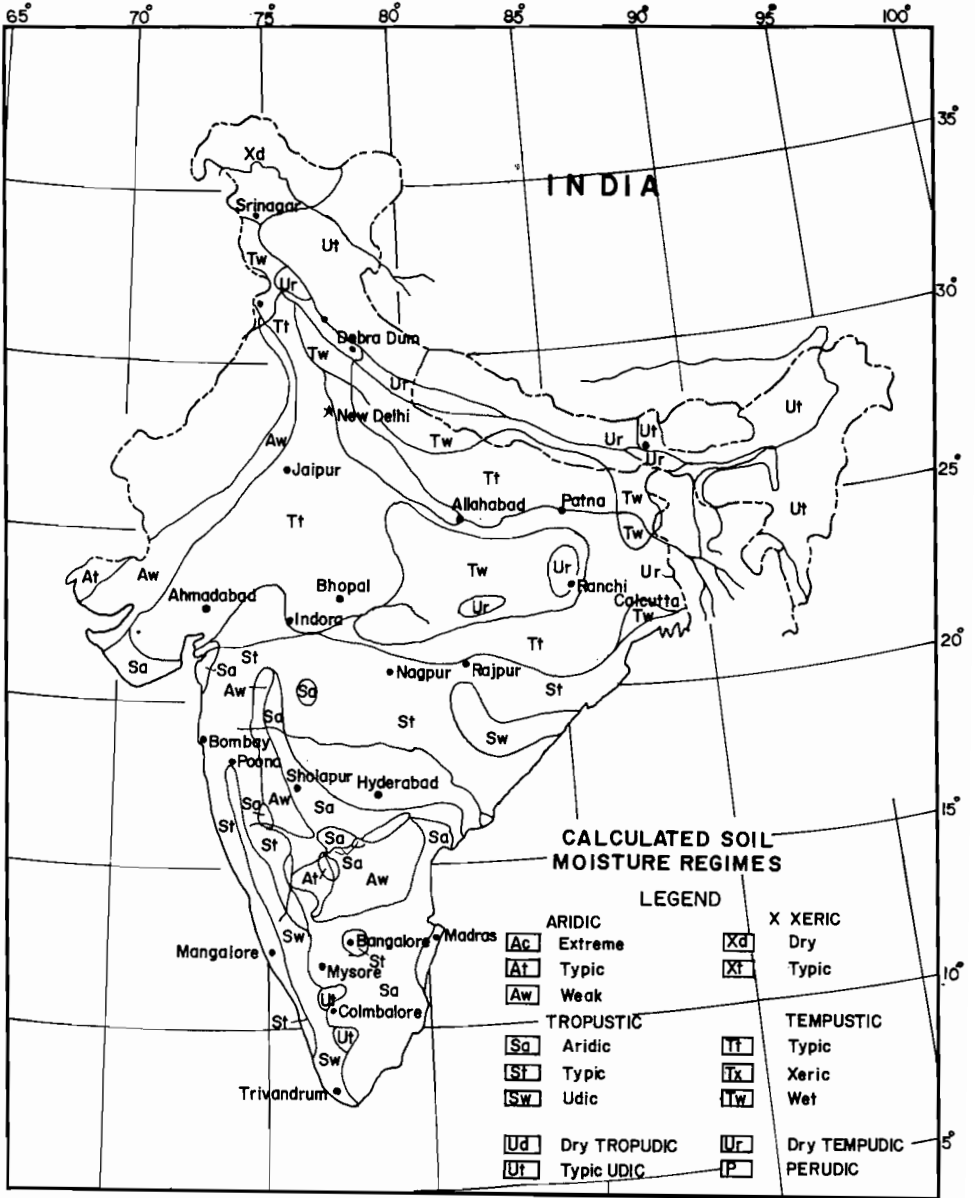 65° 70° 75° 80° 85° 90° 95° 100°
35°
Xd
INDIA
Srinagar
Ut
Tw
30°
Ur
Tt
Debra Dum
Tw
Ur
Ut
New Delhi
Ut
Aw
Tw
Ur
Ur
25°
Jaipur
Tt
Allahabad
Patna
Tw
Ut
Tt
Tw
At
Aw
Bhopal
Tw
Ur
Ranchi
Ur
Ahmadabad
Ur
Calcutta
Indora
Tw
20°
Tt
Sa
Sa
St
Nagpur
Rajpur
St
Aw
Sa
Sa
St
Sw
Bombay
Poona
Sholapur
Hyderabad
15°
Sa
Aw
Sa
St
St
Sa
Sa
Sa
At
Aw
CALCULATED SOIL
MOISTURE REGIMES
LEGEND
ARIDIC
X XERIC
Ac Extreme
Xd Dry
At Typic
Xt Typic
Aw Weak
TROPUSTIC
TEMPUSTIC
Sa Aridic
Tt Typic
St Typic
Tx Xeric
Sw Udic
Tw Wet
Ud Dry TROPUDIC
Ur Dry TEMPUDIC
Ut Typic UDIC
P PERUDIC
Sw
Bangalore
Madras
Mangalore
St
Mysore
10°
Sa
Ut
Coimbalore
St
Ut
Sw
Trivandrum
5°